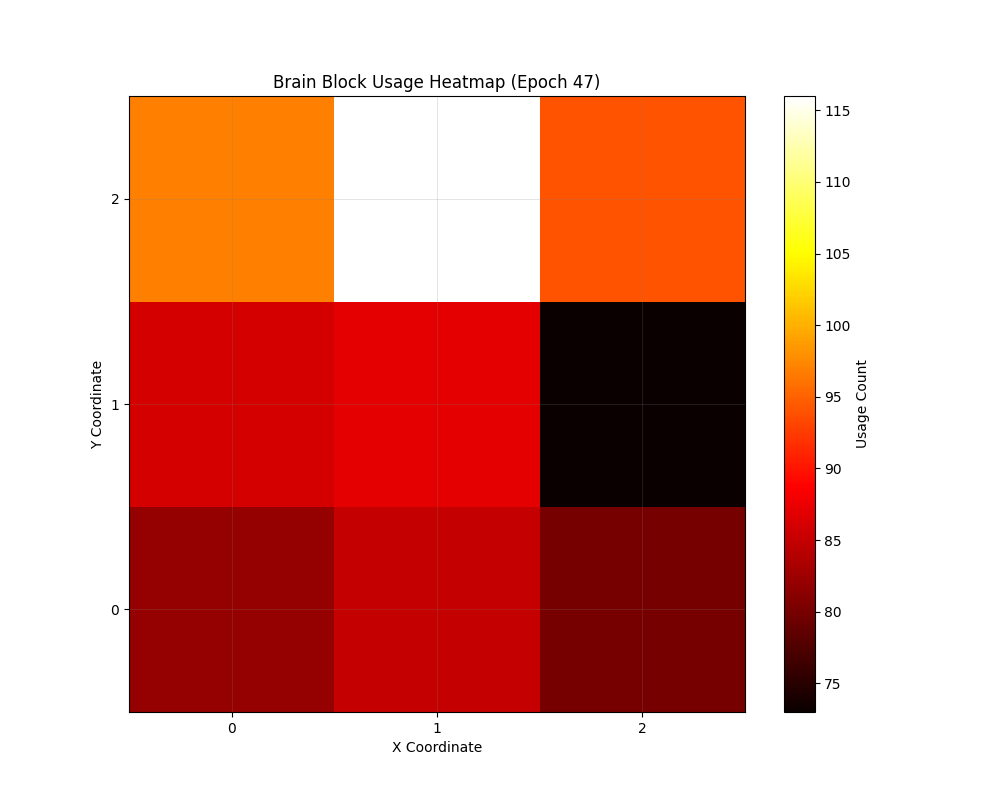 Brain Block Usage Heatmap (Epoch 47)
Y Coordinate
2
1
0
0 1 2
X Coordinate
115
110
105
100
95
90
85
80
75
Usage Count